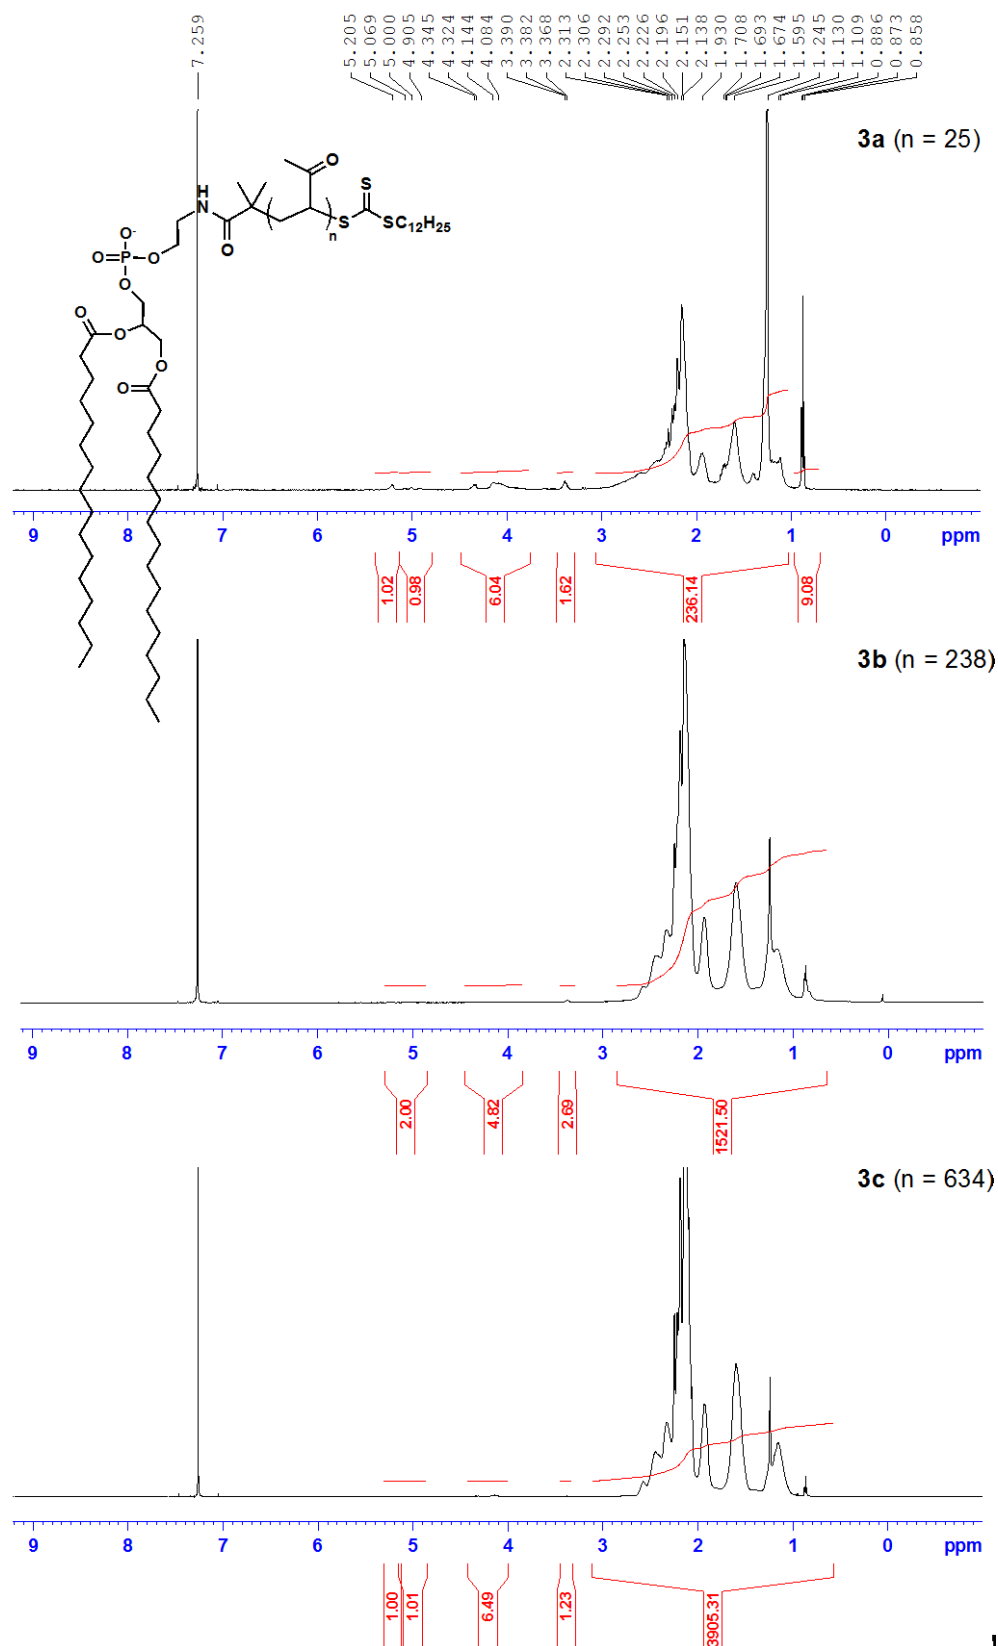 7.259
5.205
5.069
5.000
4.905
4.345
4.324
4.144
4.084
3.390
3.382
3.368
2.313
2.306
2.292
2.253
2.226
2.196
2.151
2.138
1.930
1.708
1.693
1.674
1.595
1.245
1.130
1.109
0.886
0.873
0.858
3a (n = 25)
O
H
N
S
O
n
S
SC12H25
O-
O=P
O
O
O
O
O
O
9 8 7 6 5 4 3 2 1 0 ppm
1.02
0.98
6.04
1.62
236.14
9.08
3b (n = 238)
9 8 7 6 5 4 3 2 1 0 ppm
2.00
4.82
2.69
1521.50
3c (n = 634)
9 8 7 6 5 4 3 2 1 0 ppm
1.00
1.01
6.49
1.23
3905.31